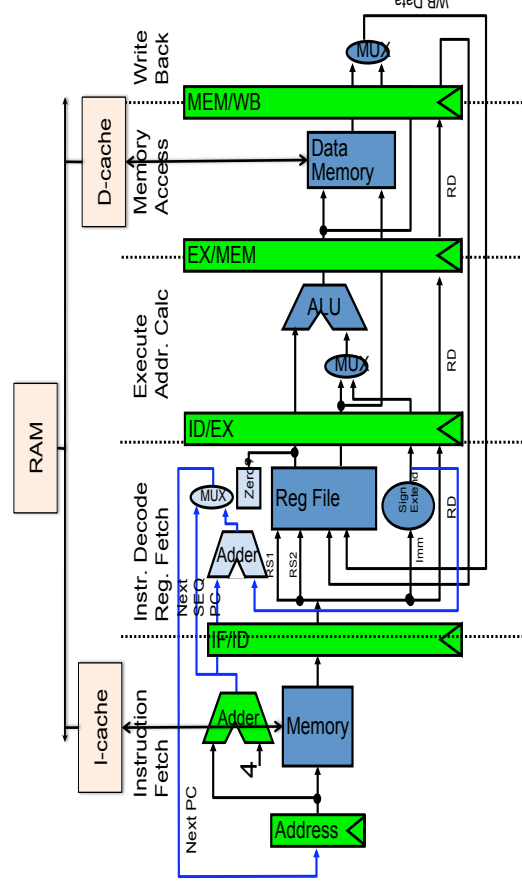 RAM
I-cache
D-cache
Instruction
Fetch
Instr. Decode
Reg. Fetch
Execute
Addr. Calc
Memory
Access
Write
Back
Next PC
Next
SEQ
PC
4
Adder
Address
Memory
IF/ID
Adder
MUX
Zero?
RS1
RS2
Reg File
Imm
Sign
Extend
RD
ID/EX
MUX
ALU
RD
EX/MEM
Data
Memory
RD
MEM/WB
MUX
WB Data